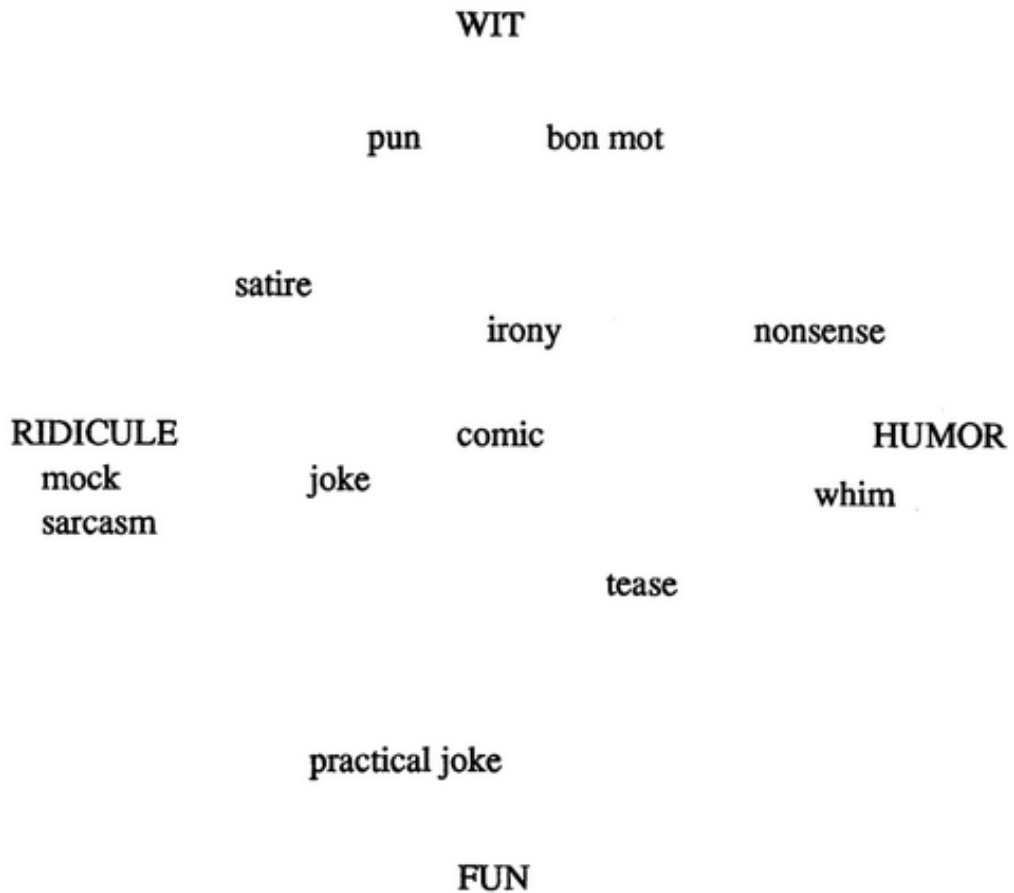 WIT
pun bon mot
satire
irony nonsense
RIDICULE comic HUMOR
mock joke whim
sarcasm
tease
practical joke
FUN